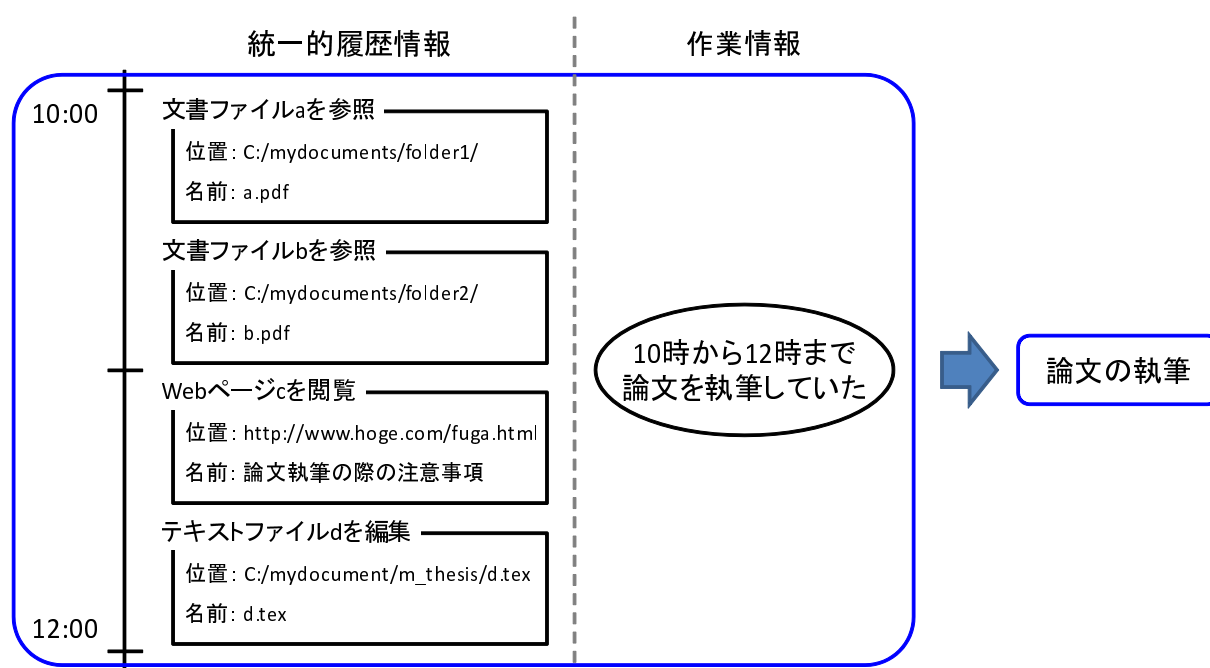 統一的履歴情報
作業情報
10:00
文書ファイルaを参照
位置: C:/mydocuments/folder1/
名前: a.pdf
文書ファイルbを参照
位置: C:/mydocuments/folder2/
名前: b.pdf
10時から12時まで
論文を執筆していた
論文の執筆
Webページcを閲覧
位置: http://www.hoge.com/fuga.html
名前: 論文執筆の際の注意事項
テキストファイルdを編集
位置: C:/mydocument/m_thesis/d.tex
名前: d.tex
12:00